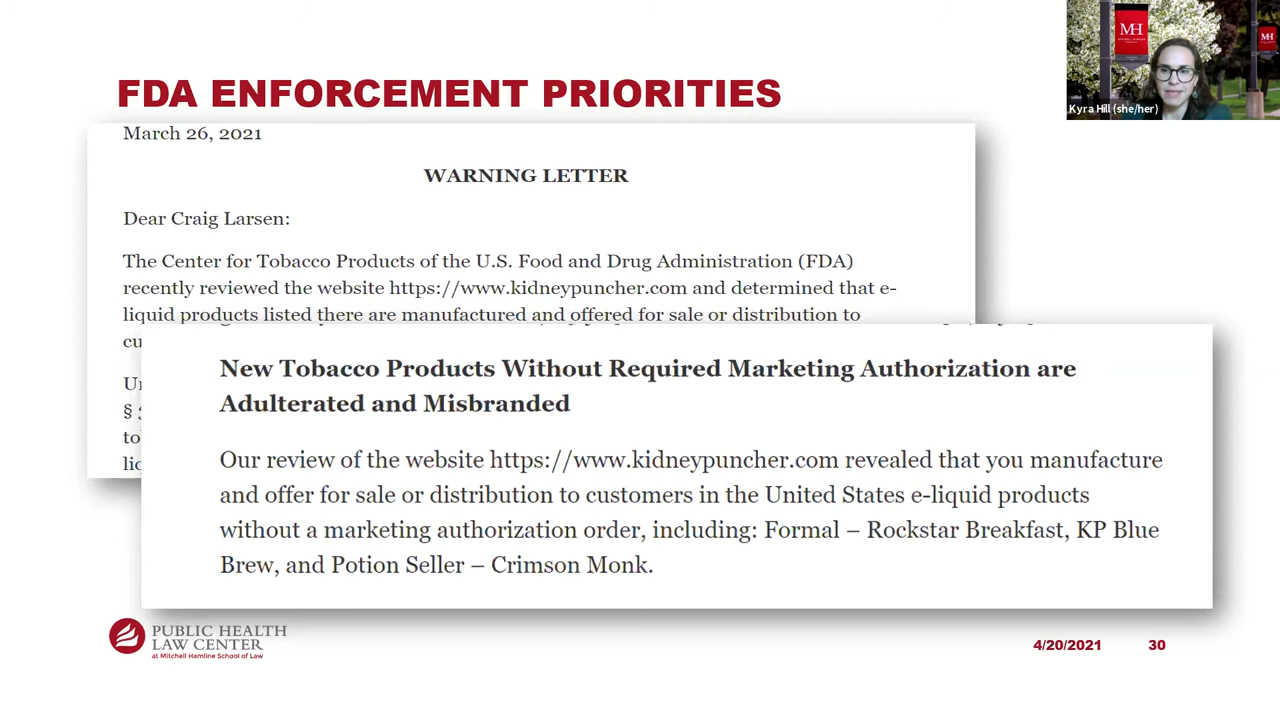 FDA ENFORCEMENT PRIORITIES
MH
MH
Kyra Hill (she/her)
March 26, 2021
WARNING LETTER
Dear Craig Larsen:
The Center for Tobacco Products of the U.S. Food and Drug Administration (FDA)
recently reviewed the website https://www.kidneypuncher.com and determined that e-
liquid products listed there are manufactured and offered for sale or distribution to
cu
Un
§
tob
liq
New Tobacco Products Without Required Marketing Authorization are
Adulterated and Misbranded
Our review of the website https://www.kidneypuncher.com revealed that you manufacture
and offer for sale or distribution to customers in the United States e-liquid products
without a marketing authorization order, including: Formal – Rockstar Breakfast, KP Blue
Brew, and Potion Seller – Crimson Monk.
PUBLIC HEALTH
LAW CENTER
at Mitchell Hamline School of Law
4/20/2021 30